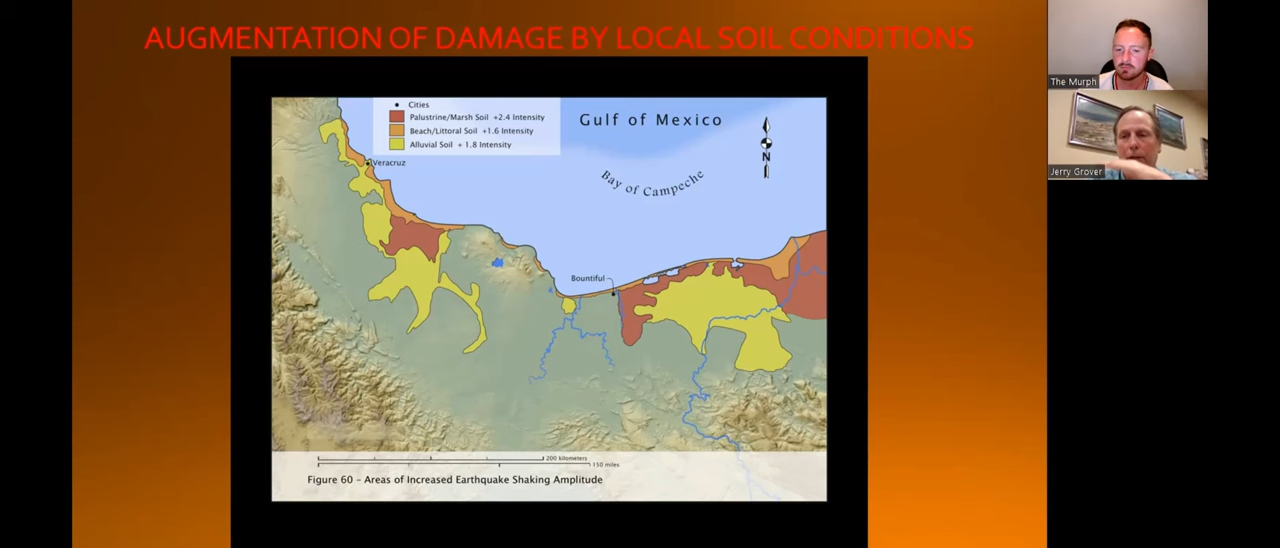 AUGMENTATION OF DAMAGE BY LOCAL SOIL CONDITIONS
Cities
Palustrine/Marsh Soil +2.4 Intensity
Beach/Littoral Soil +1.6 Intensity
Alluvial Soil + 1.8 Intensity
Gulf of Mexico
N
Veracruz
Bay of Campeche
Bountiful
200 kilometers
150 miles
Figure 60 – Areas of Increased Earthquake Shaking Amplitude
The Murph
Jerry Grover